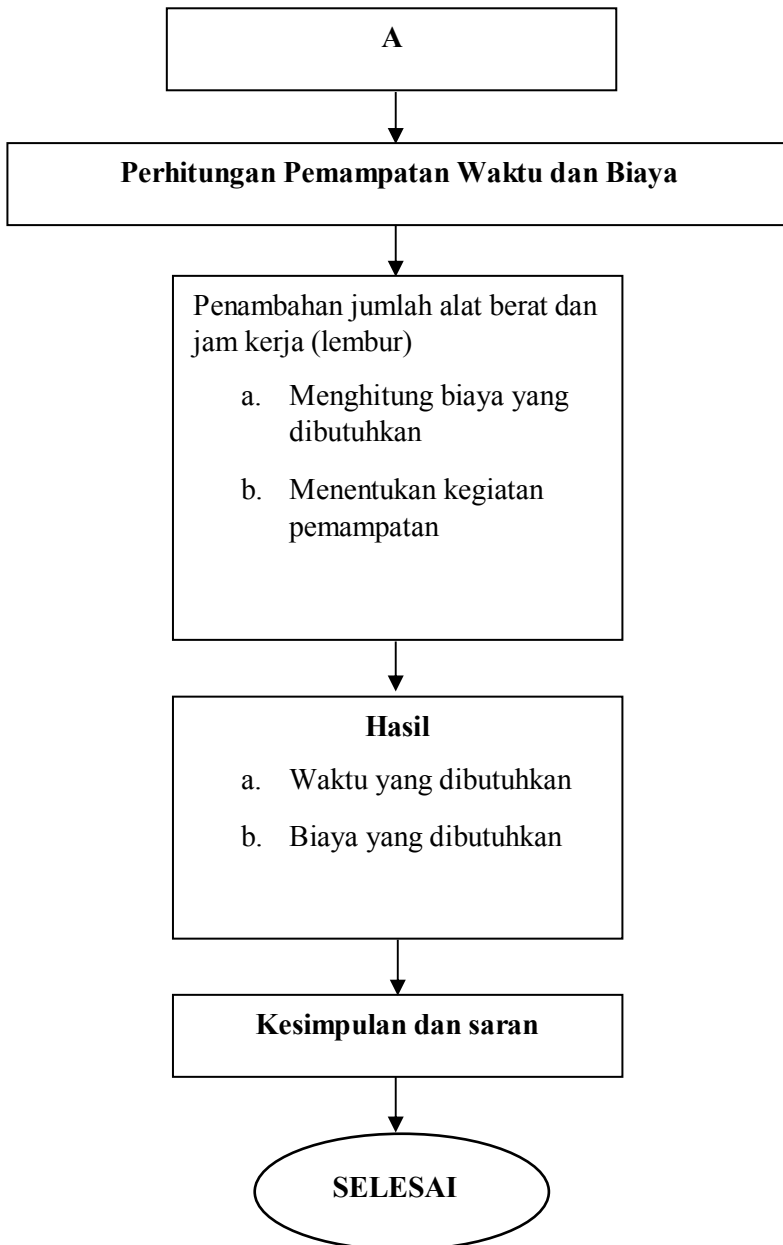 A
Perhitungan Pemampatan Waktu dan Biaya
Penambahan jumlah alat berat dan
jam kerja (lembur)
a. Menghitung biaya yang
dibutuhkan
b. Menentukan kegiatan
pemampatan
Hasil
a. Waktu yang dibutuhkan
b. Biaya yang dibutuhkan
Kesimpulan dan saran
SELESAI